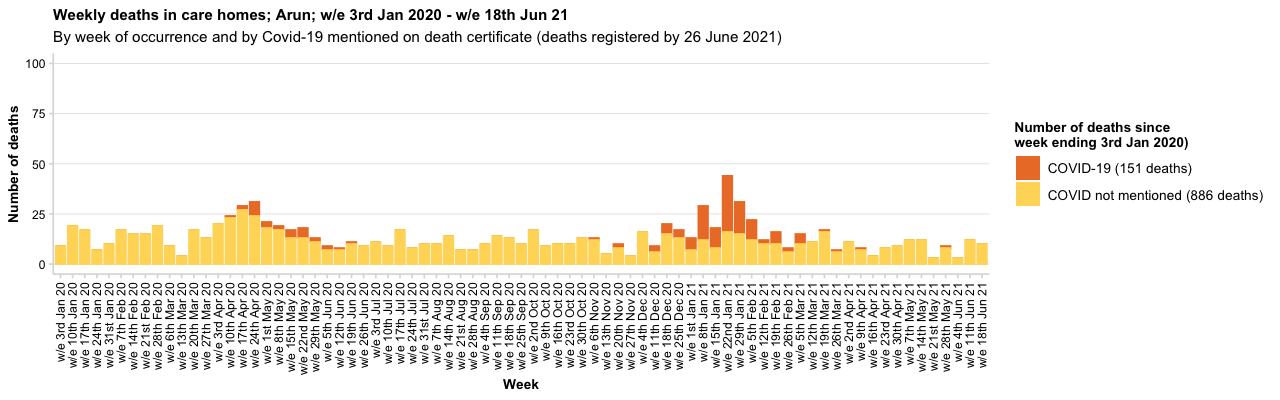 Weekly deaths in care homes; Arun; w/e 3rd Jan 2020 - w/e 18th Jun 21
By week of occurrence and by Covid-19 mentioned on death certificate (deaths registered by 26 June 2021)
Number of deaths
100
75
50
25
0
w/e 3rd Jan 20
w/e 10th Jan 20
w/e 17th Jan 20
w/e 24th Jan 20
w/e 31st Jan 20
w/e 7th Feb 20
w/e 14th Feb 20
w/e 21st Feb 20
w/e 28th Feb 20
w/e 6th Mar 20
w/e 13th Mar 20
w/e 20th Mar 20
w/e 27th Mar 20
w/e 3rd Apr 20
w/e 10th Apr 20
w/e 17th Apr 20
w/e 24th Apr 20
w/e 1st May 20
w/e 8th May 20
w/e 15th May 20
w/e 22nd May 20
w/e 29th May 20
w/e 5th Jun 20
w/e 12th Jun 20
w/e 19th Jun 20
w/e 26th Jun 20
w/e 3rd Jul 20
w/e 10th Jul 20
w/e 17th Jul 20
w/e 24th Jul 20
w/e 31st Jul 20
w/e 7th Aug 20
w/e 14th Aug 20
w/e 21st Aug 20
w/e 28th Aug 20
w/e 4th Sep 20
w/e 11th Sep 20
w/e 18th Sep 20
w/e 25th Sep 20
w/e 2nd Oct 20
w/e 9th Oct 20
w/e 16th Oct 20
w/e 23rd Oct 20
w/e 30th Oct 20
w/e 6th Nov 20
w/e 13th Nov 20
w/e 20th Nov 20
w/e 27th Nov 20
w/e 4th Dec 20
w/e 11th Dec 20
w/e 18th Dec 20
w/e 25th Dec 20
w/e 1st Jan 21
w/e 8th Jan 21
w/e 15th Jan 21
w/e 22nd Jan 21
w/e 29th Jan 21
w/e 5th Feb 21
w/e 12th Feb 21
w/e 19th Feb 21
w/e 26th Feb 21
w/e 5th Mar 21
w/e 12th Mar 21
w/e 19th Mar 21
w/e 26th Mar 21
w/e 2nd Apr 21
w/e 9th Apr 21
w/e 16th Apr 21
w/e 23rd Apr 21
w/e 30th Apr 21
w/e 7th May 21
w/e 14th May 21
w/e 21st May 21
w/e 28th May 21
w/e 4th Jun 21
w/e 11th Jun 21
w/e 18th Jun 21
Week
Number of deaths since
week ending 3rd Jan 2020)
COVID-19 (151 deaths)
COVID not mentioned (886 deaths)